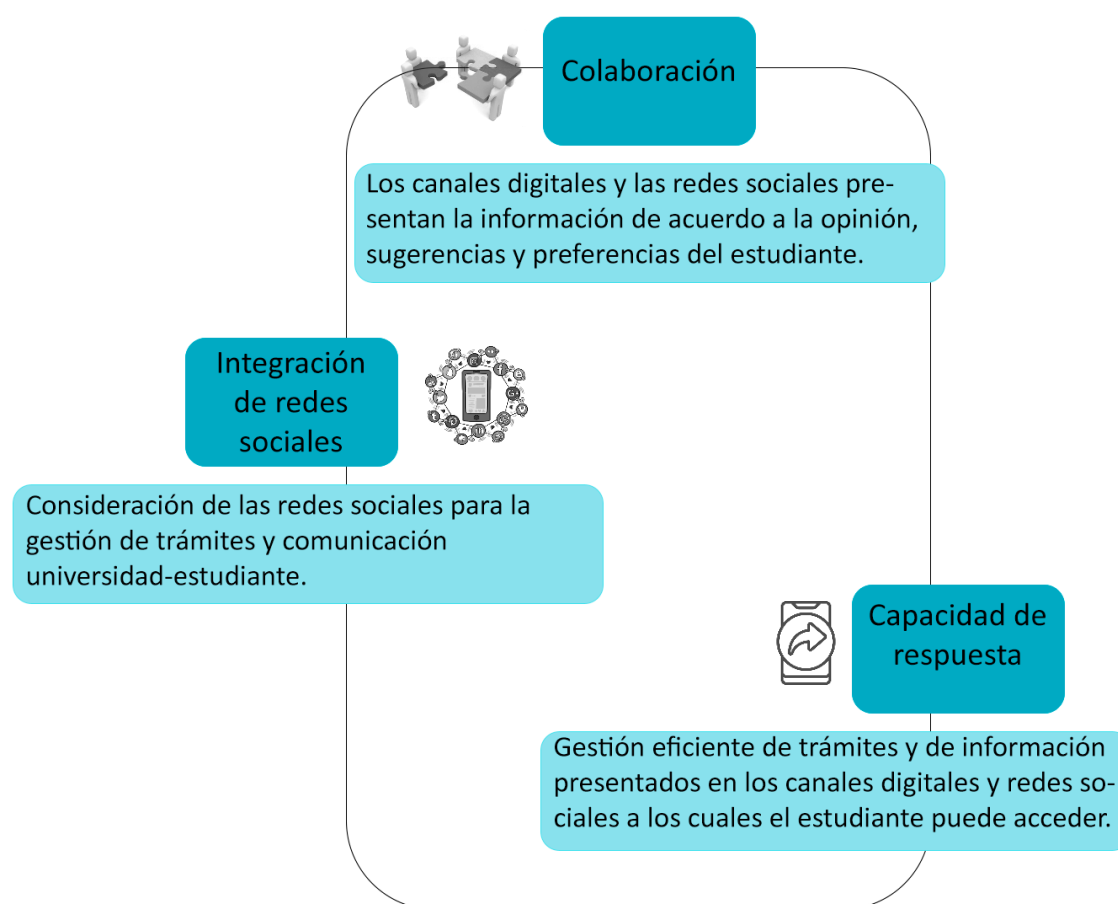 Colaboración
Los canales digitales y las redes sociales pre-
sentan la información de acuerdo a la opinión,
sugerencias y preferencias del estudiante.
Integración
de redes
sociales
Consideración de las redes sociales para la
gestión de trámites y comunicación
universidad-estudiante.
Capacidad de
respuesta
Gestión eficiente de trámites y de información
presentados en los canales digitales y redes so-
ciales a los cuales el estudiante puede acceder.